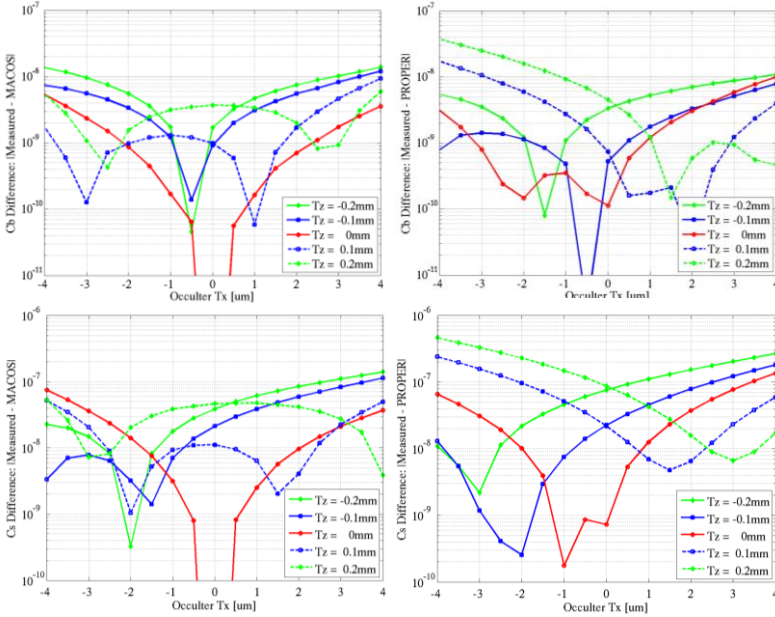 Cb Difference: |Measured - MACOS|
10^-7
10^-8
10^-9
10^-10
10^-11
-4 -3 -2 -1 0 1 2 3 4
Occulter Tx [um]
Tz = -0.2mm
Tz = -0.1mm
Tz = 0mm
Tz = 0.1mm
Tz = 0.2mm
Cb Difference: |Measured - PROPER|
10^-7
10^-8
10^-9
10^-10
10^-11
-4 -3 -2 -1 0 1 2 3 4
Occulter Tx [um]
Tz = -0.2mm
Tz = -0.1mm
Tz = 0mm
Tz = 0.1mm
Tz = 0.2mm
Cs Difference: |Measured - MACOS|
10^-6
10^-7
10^-8
10^-9
10^-10
-4 -3 -2 -1 0 1 2 3 4
Occulter Tx [um]
Tz = -0.2mm
Tz = -0.1mm
Tz = 0mm
Tz = 0.1mm
Tz = 0.2mm
Cs Difference: |Measured - PROPER|
10^-6
10^-7
10^-8
10^-9
10^-10
-4 -3 -2 -1 0 1 2 3 4
Occulter Tx [um]
Tz = -0.2mm
Tz = -0.1mm
Tz = 0mm
Tz = 0.1mm
Tz = 0.2mm